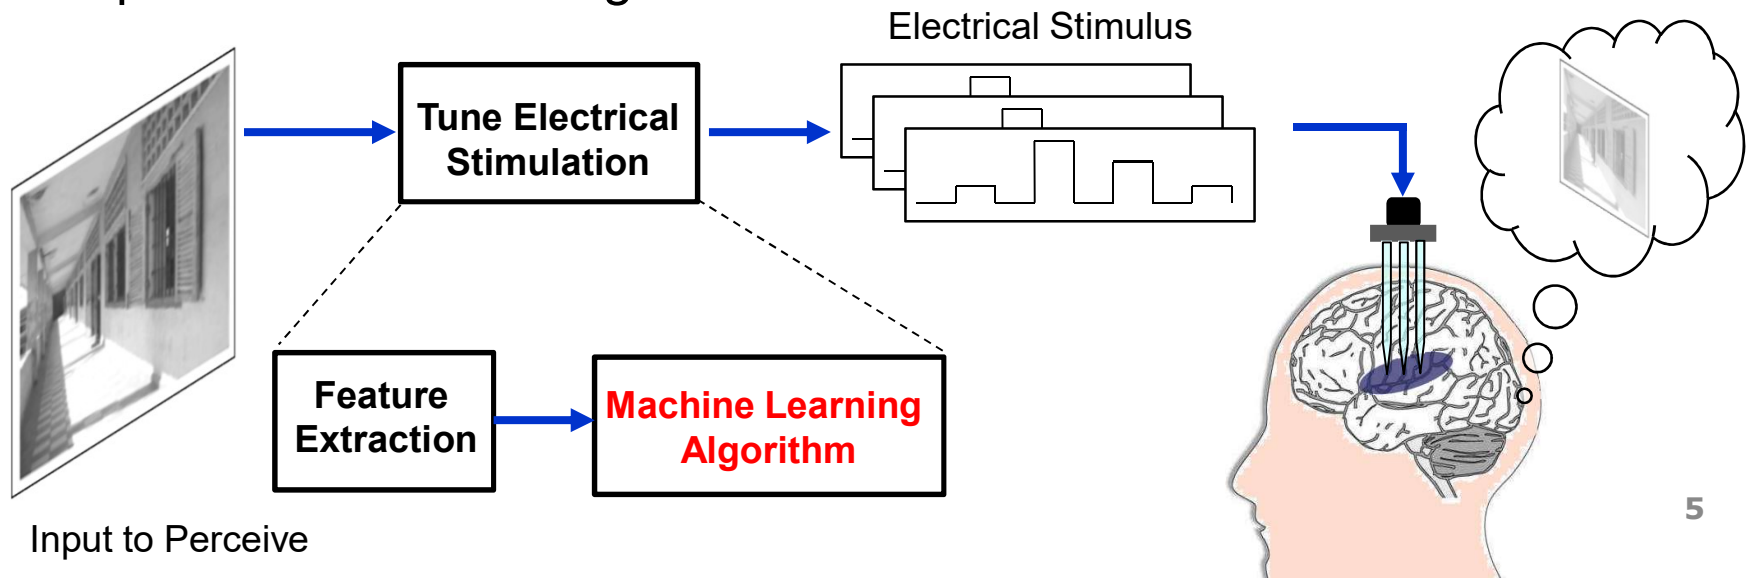 Electrical Stimulus
Tune Electrical
Stimulation
Feature
Extraction
Machine Learning
Algorithm
Input to Perceive
5